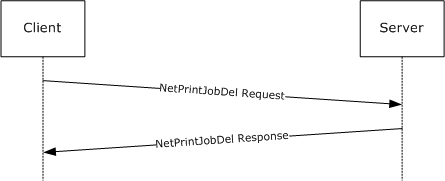 Client
Server
NetPrintJobDel Request
NetPrintJobDel Response